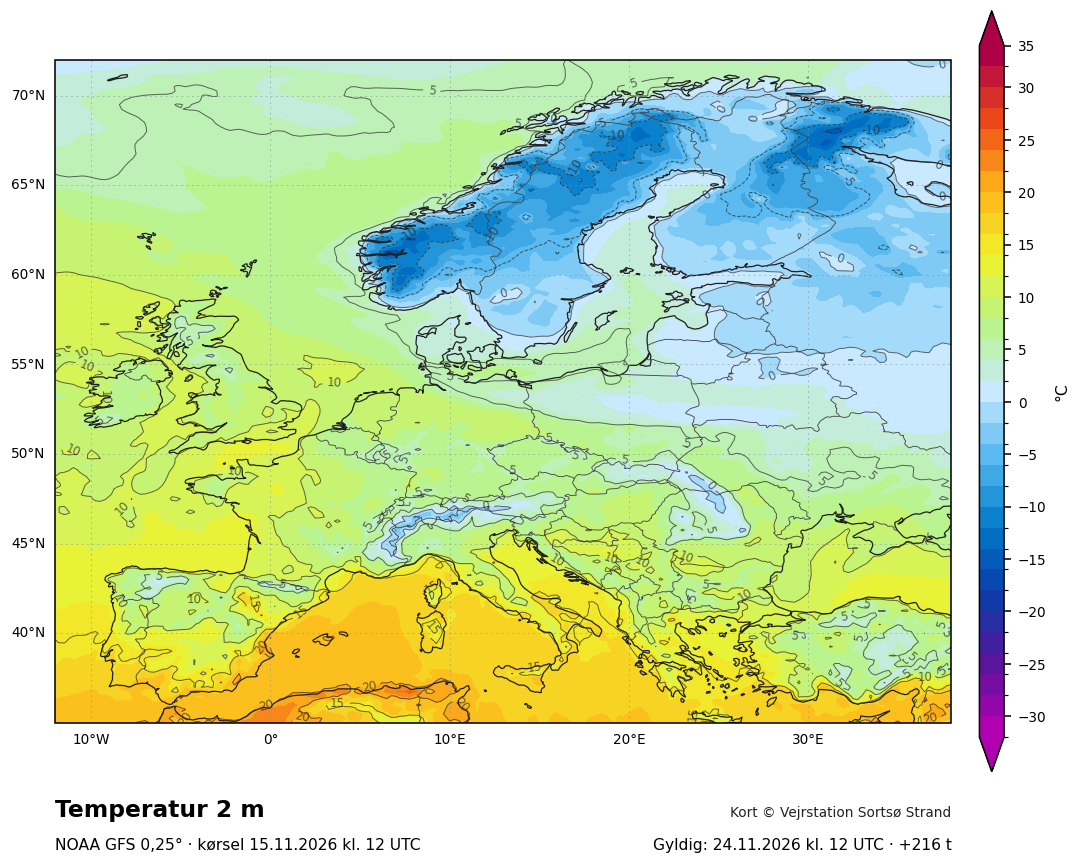 70°N
65°N
60°N
55°N
50°N
45°N
40°N
10°W
0°
10°E
20°E
30°E
35
30
25
20
15
10
5
0
−5
−10
−15
−20
−25
−30
°C
Temperatur 2 m
Kort © Vejrstation Sortsø Strand
NOAA GFS 0,25° · kørsel 15.11.2026 kl. 12 UTC
Gyldig: 24.11.2026 kl. 12 UTC · +216 t